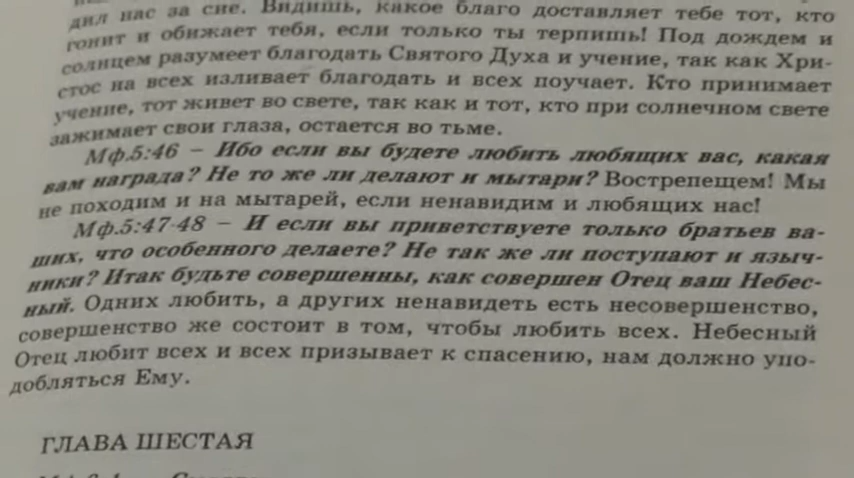 дил нас за сие. Видишь, какое благо доставляет тебе тот, кто
гонит и обижает тебя, если только ты терпишь! Под дождем и
солнцем разумеет благодать Святого Духа и учение, так как Хри-
стос на всех изливает благодать и всех поучает. Кто принимает
учение, тот живет во свете, так как и тот, кто при солнечном свете
зажимает свои глаза, остается во тьме.
Мф.5:46 – Ибо если вы будете любить любящих вас, какая
вам награда? Не то же ли делают и мытари? Вострепещем! Мы
не походим и на мытарей, если ненавидим и любящих нас!
Мф.5:47-48 – И если вы приветствуете только братьев ва-
ших, что особенного делаете? Не так же ли поступают и языч-
ники? Итак будьте совершенны, как совершен Отец ваш Небес-
ный. Одних любить, а других ненавидеть есть несовершенство,
совершенство же состоит в том, чтобы любить всех. Небесный
Отец любит всех и всех призывает к спасению, нам должно упо-
добляться Ему.
ГЛАВА ШЕСТАЯ